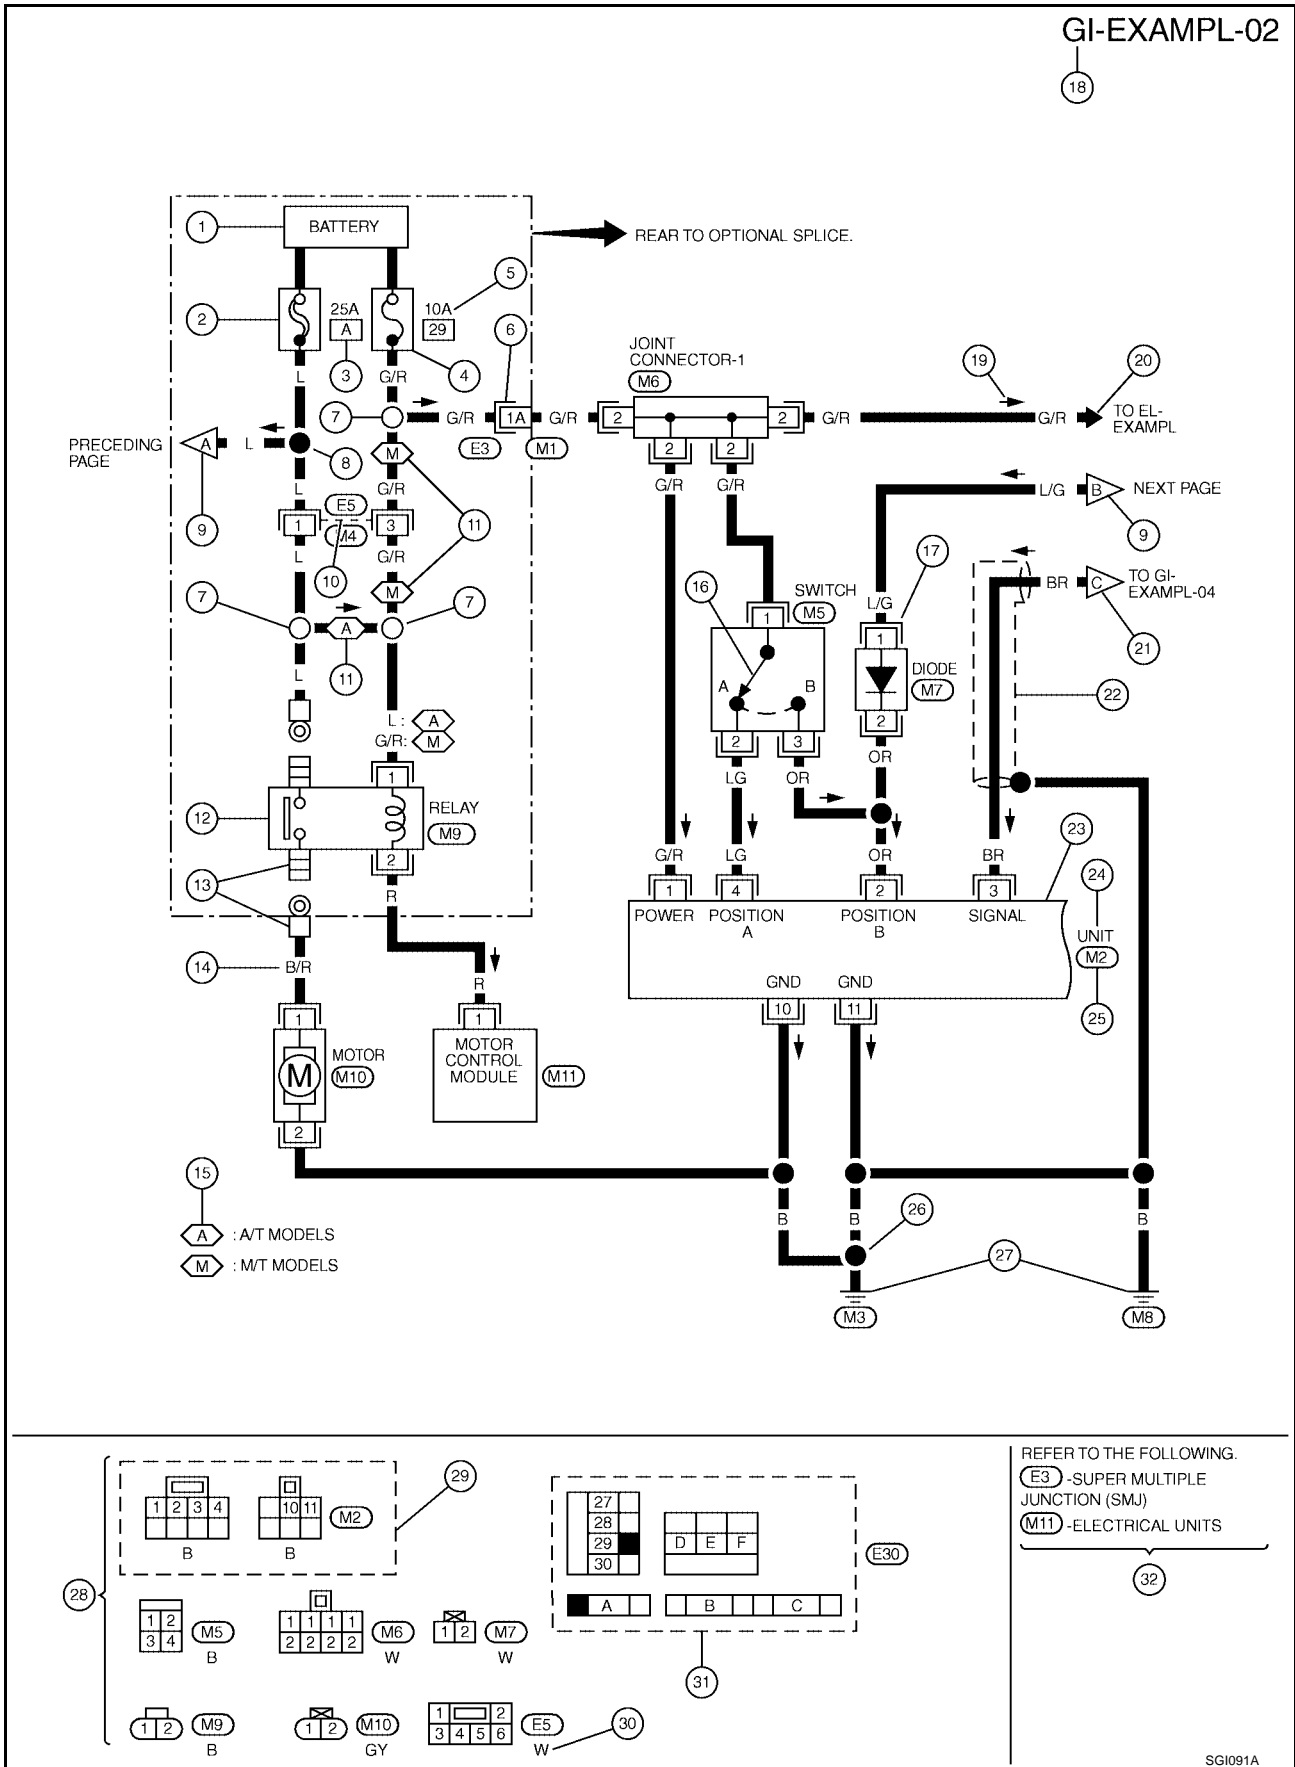 GI-EXAMPL-02
18
1
BATTERY
REAR TO OPTIONAL SPLICE.
5
2
25A
A
10A
29
6
3
4
JOINT
CONNECTOR-1
M6
19
20
L
G/R
7
G/R
1A
G/R
2
2
G/R
G/R
TO EL-
EXAMPL
E3
M1
PRECEDING
PAGE
A
L
8
M
2
2
G/R
G/R
L/G
B
NEXT PAGE
L
G/R
9
E5
1
3
M4
11
9
L
G/R
10
17
16
SWITCH
M5
M
BR
C
TO GI-
EXAMPL-04
7
A
7
L/G
1
1
21
L
11
A
B
DIODE
M7
22
L : A
G/R: M
2
3
2
LG
OR
OR
1
12
RELAY
M9
23
2
G/R
LG
OR
BR
13
R
1
4
2
3
24
POWER
POSITION
A
POSITION
B
SIGNAL
UNIT
M2
14
B/R
R
GND
GND
10
11
25
1
1
M
MOTOR
M10
MOTOR
CONTROL
MODULE
M11
2
15
A : A/T MODELS
M : M/T MODELS
B
B
B
26
27
M3
M8
28
1 2 3 4
10 11
M2
B
B
29
27
28
29
30
D E F
A
B
C
E30
31
1 2
3 4
M5
B
1 1 1 1
2 2 2 2
M6
W
1 2
M7
W
1 2
M9
B
1 2
M10
GY
1 2
3 4 5 6
E5
W
30
REFER TO THE FOLLOWING.
E3 -SUPER MULTIPLE
JUNCTION (SMJ)
M11 -ELECTRICAL UNITS
32
SGI091A